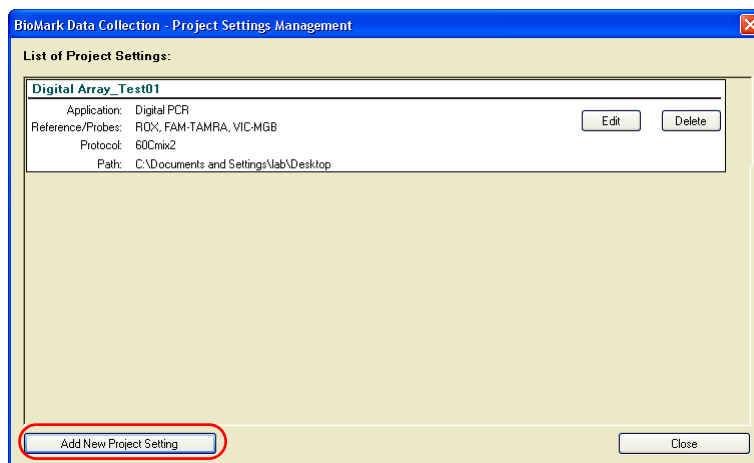 BioMark Data Collection - Project Settings Management
List of Project Settings:
Digital Array_Test01
Application: Digital PCR
Reference/Probes: ROX, FAM-TAMRA, VIC-MGB
Protocol: 60Cmix2
Path: C:\Documents and Settings\lab\Desktop
Edit
Delete
Add New Project Setting
Close